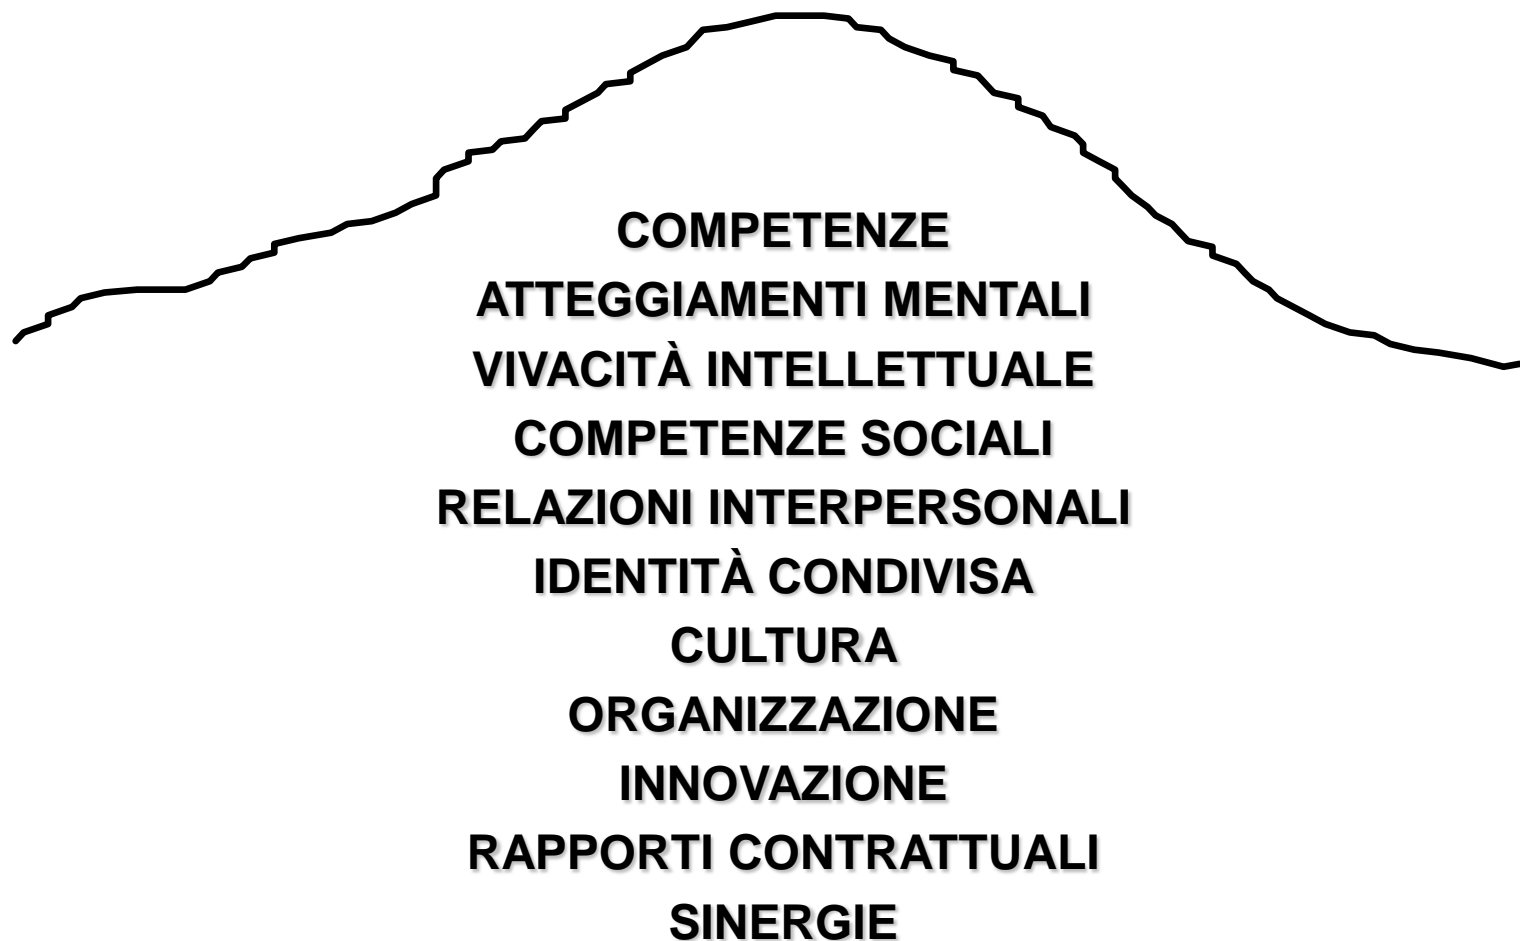 COMPETENZE
ATTEGGIAMENTI MENTALI
VIVACITÀ INTELLETTUALE
COMPETENZE SOCIALI
RELAZIONI INTERPERSONALI
IDENTITÀ CONDIVISA
CULTURA
ORGANIZZAZIONE
INNOVAZIONE
RAPPORTI CONTRATTUALI
SINERGIE